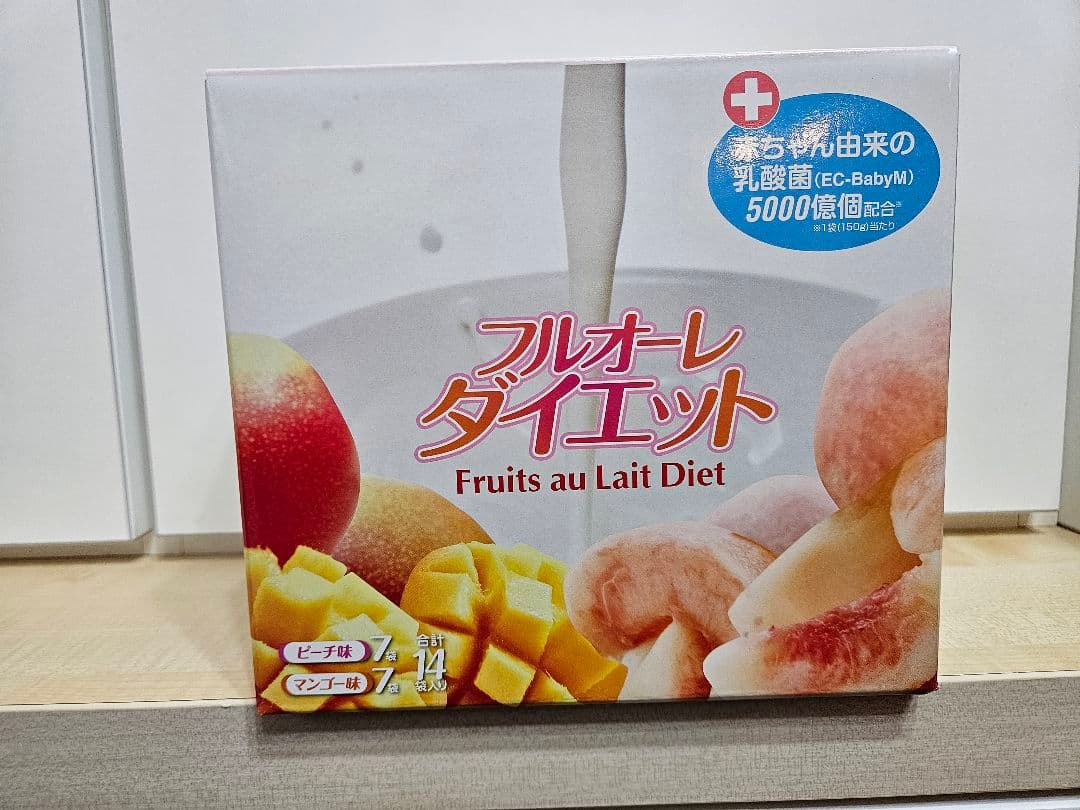 赤ちゃん由来の
乳酸菌(EC-BabyM)
5000億個配合※
※1袋(150g)当たり
フルオーレ
ダイエット
Fruits au Lait Diet
ピーチ味 7袋
マンゴー味 7袋
合計
14
袋入り